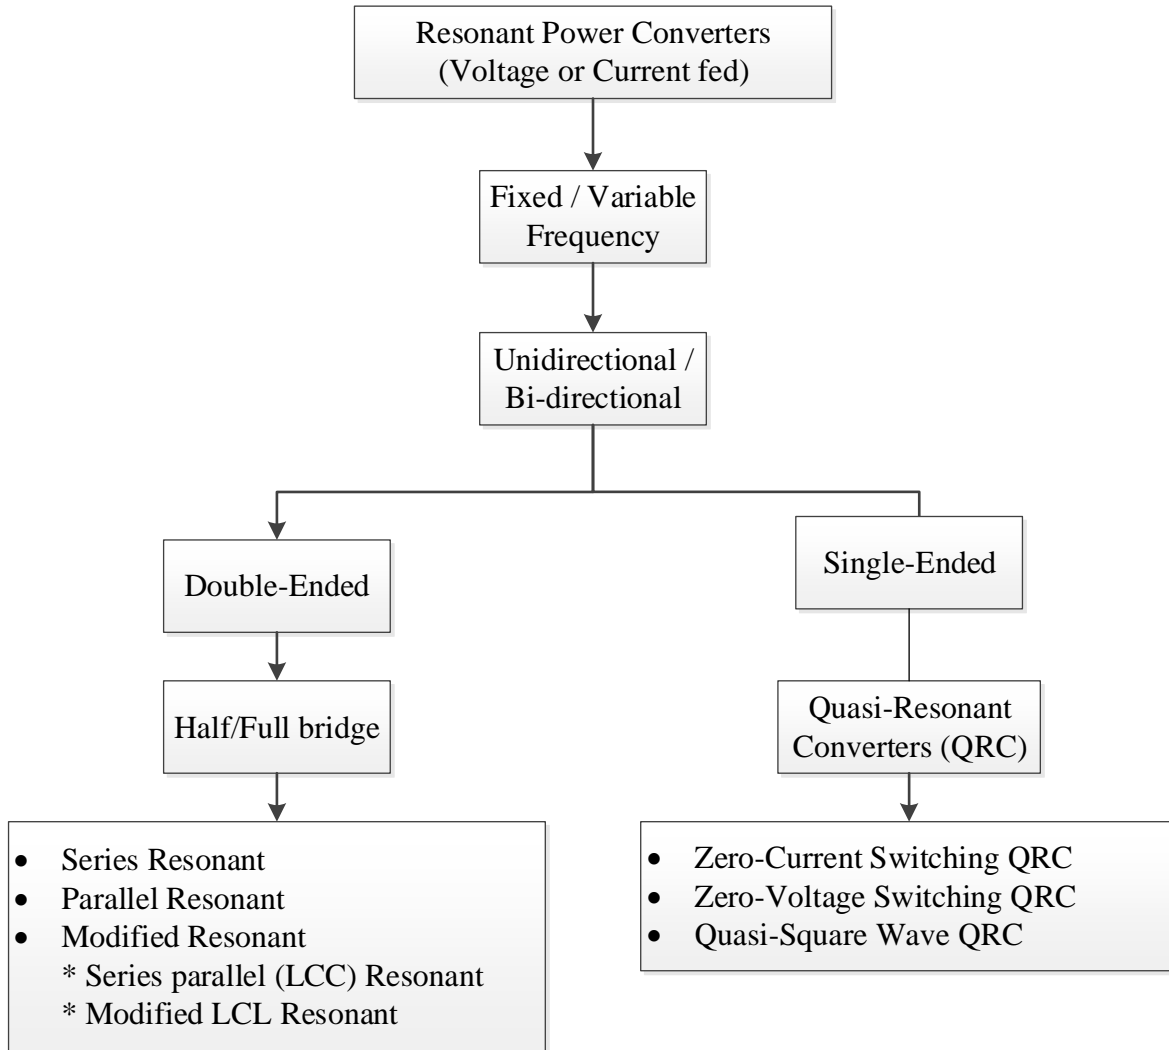 Resonant Power Converters
(Voltage or Current fed)
Fixed / Variable
Frequency
Unidirectional /
Bi-directional
Double-Ended
Single-Ended
Half/Full bridge
Quasi-Resonant
Converters (QRC)
• Series Resonant
• Parallel Resonant
• Modified Resonant
* Series parallel (LCC) Resonant
* Modified LCL Resonant
• Zero-Current Switching QRC
• Zero-Voltage Switching QRC
• Quasi-Square Wave QRC